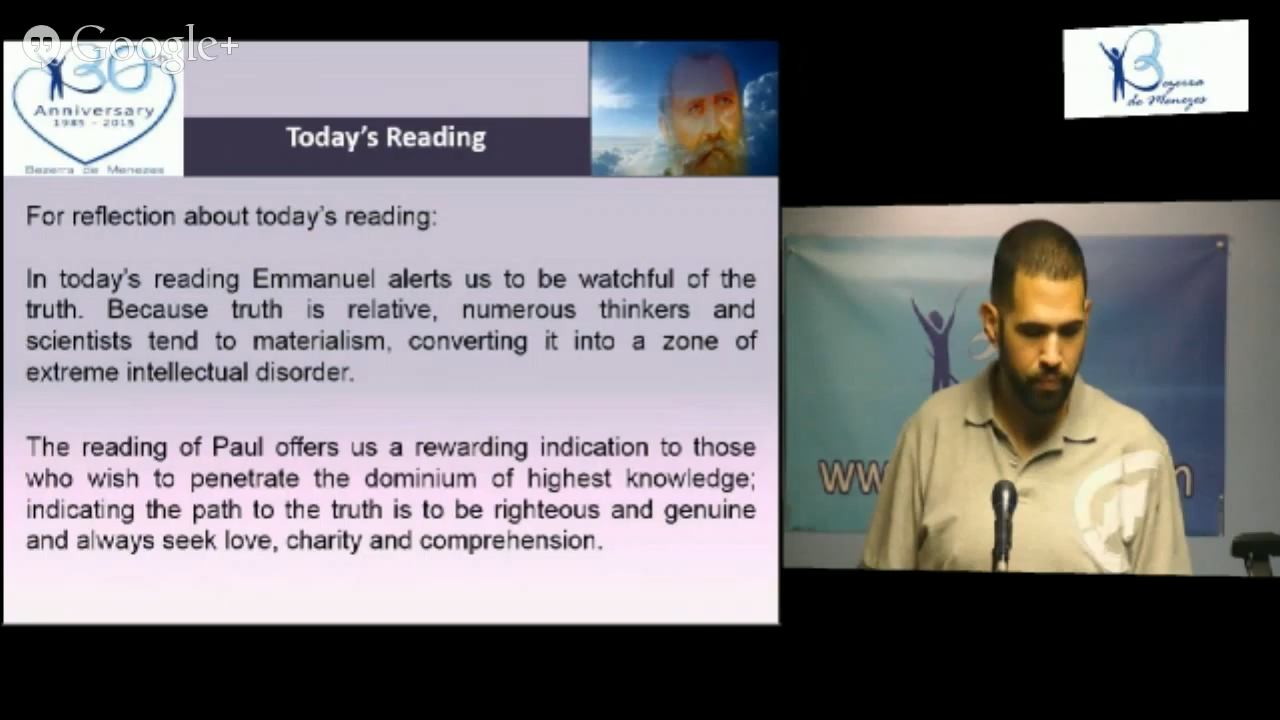 Google+
30
Anniversary
1985 - 2015
Bezerra de Menezes
Today's Reading
Bezerra
de Menezes
For reflection about today's reading:
In today's reading Emmanuel alerts us to be watchful of the
truth. Because truth is relative, numerous thinkers and
scientists tend to materialism, converting it into a zone of
extreme intellectual disorder.
The reading of Paul offers us a rewarding indication to those
who wish to penetrate the dominium of highest knowledge;
indicating the path to the truth is to be righteous and genuine
and always seek love, charity and comprehension.